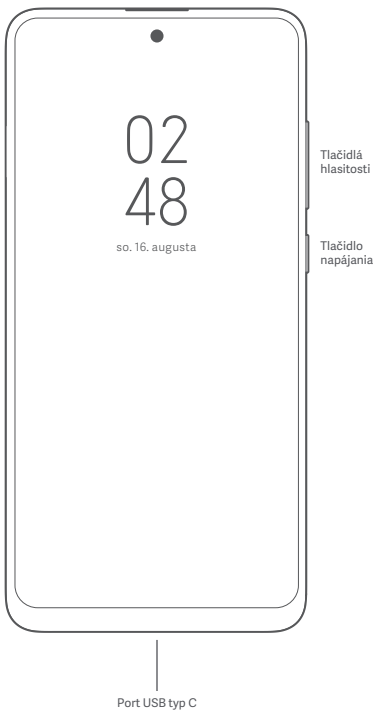 02
48
so. 16. augusta
Tlačidlá
hlasitosti
Tlačidlo
napájania
Port USB typ C